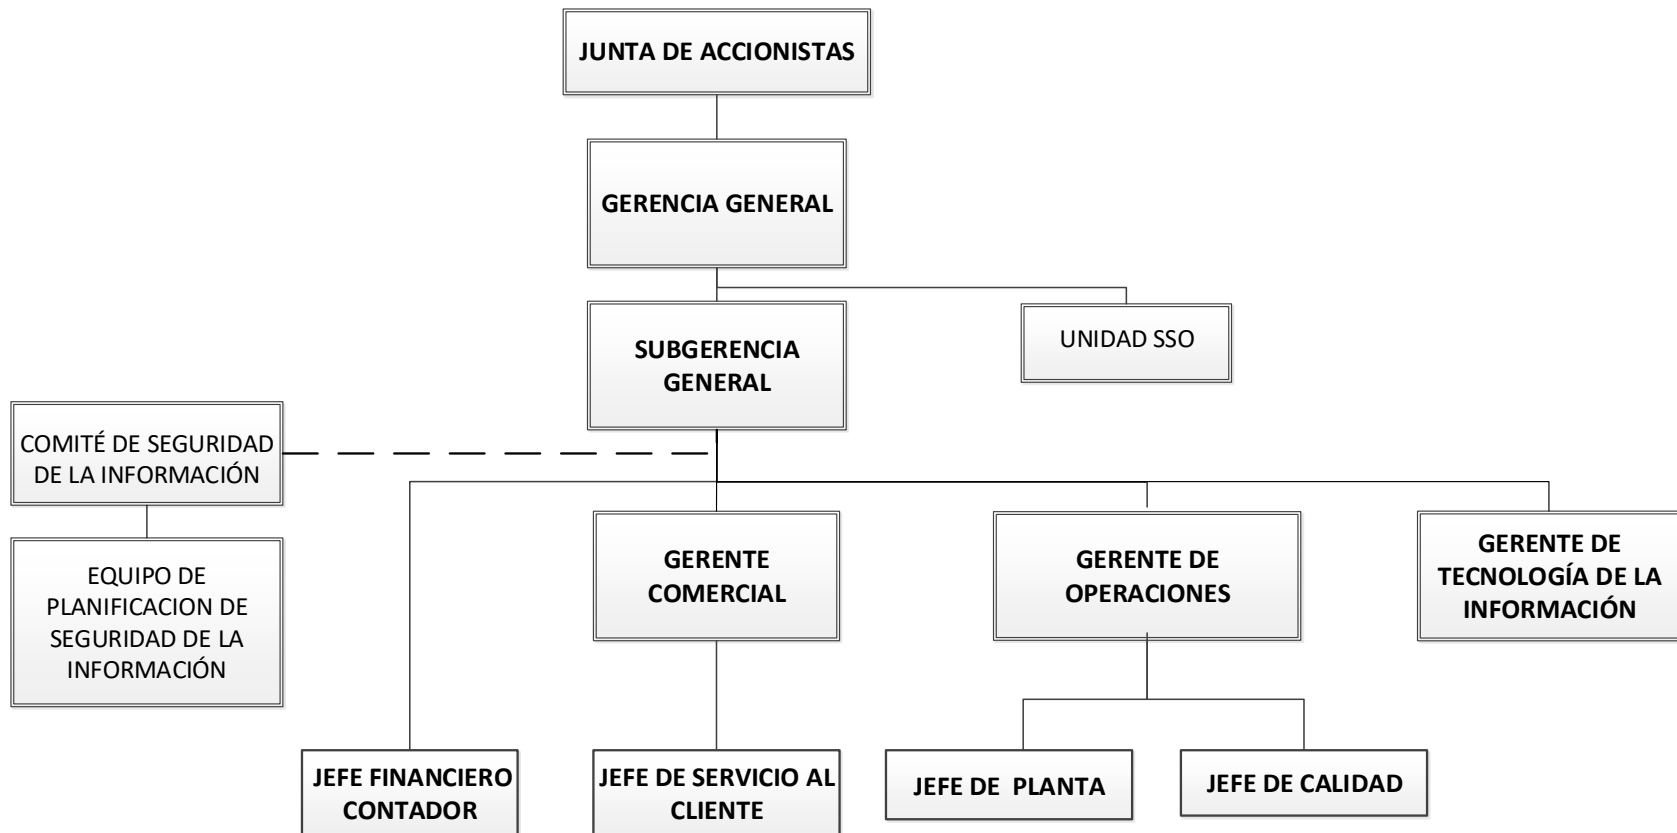 JUNTA DE ACCIONISTAS
GERENCIA GENERAL
SUBGERENCIA
GENERAL
UNIDAD SSO
COMITÉ DE SEGURIDAD
DE LA INFORMACIÓN
EQUIPO DE
PLANIFICACION DE
SEGURIDAD DE LA
INFORMACIÓN
GERENTE
COMERCIAL
GERENTE DE
OPERACIONES
GERENTE DE
TECNOLOGÍA DE LA
INFORMACIÓN
JEFE FINANCIERO
CONTADOR
JEFE DE SERVICIO AL
CLIENTE
JEFE DE PLANTA
JEFE DE CALIDAD